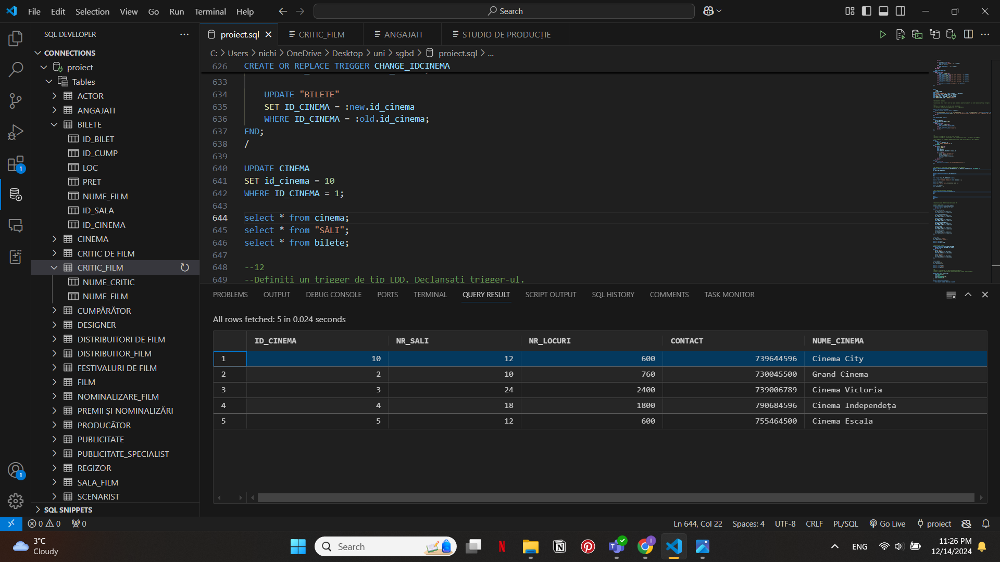 File Edit Selection View Go Run Terminal Help
Search
SQL DEVELOPER
proiect.sql
CRITIC_FILM
ANGAJATI
STUDIO DE PRODUCȚIE
CONNECTIONS
proiect
Tables
ACTOR
ANGAJATI
BILETE
ID_BILET
ID_CUMP
LOC
PRET
NUME_FILM
ID_SALA
ID_CINEMA
CINEMA
CRITIC DE FILM
CRITIC_FILM
NUME_CRITIC
NUME_FILM
CUMPĂRĂTOR
DESIGNER
DISTRIBUITORI DE FILM
DISTRIBUITOR_FILM
FESTIVALURI DE FILM
FILM
NOMINALIZARE_FILM
PREMII ȘI NOMINALIZĂRI
PRODUCĂTOR
PUBLICITATE
PUBLICITATE_SPECIALIST
REGIZOR
SALA_FILM
SCENARIST
SQL SNIPPETS
C: > Users > nichi > OneDrive > Desktop > uni > sgbd > proiect.sql > ...
626 CREATE OR REPLACE TRIGGER CHANGE_IDCINEMA
633
634 UPDATE "BILETE"
635 SET ID_CINEMA = :new.id_cinema
636 WHERE ID_CINEMA = :old.id_cinema;
637 END;
638 /
639
640 UPDATE CINEMA
641 SET id_cinema = 10
642 WHERE ID_CINEMA = 1;
643
644 select * from cinema;
645 select * from "SĂLI";
646 select * from bilete;
647
648 --12
649 --Definiti un trigger de tip LDD. Declansati trigger-ul.
PROBLEMS OUTPUT DEBUG CONSOLE PORTS TERMINAL QUERY RESULT SCRIPT OUTPUT SQL HISTORY COMMENTS TASK MONITOR
All rows fetched: 5 in 0.024 seconds
ID_CINEMA NR_SALI NR_LOCURI CONTACT NUME_CINEMA
1 10 12 600 739644596 Cinema City
2 2 10 760 730045500 Grand Cinema
3 3 24 2400 739006789 Cinema Victoria
4 4 18 1800 790684596 Cinema Independeța
5 5 12 600 755464500 Cinema Escala
1
1
0 0 0
Ln 644, Col 22 Spaces: 4 UTF-8 CRLF PL/SQL Go Live proiect
3°C
Cloudy
Search
ENG
11:26 PM
12/14/2024